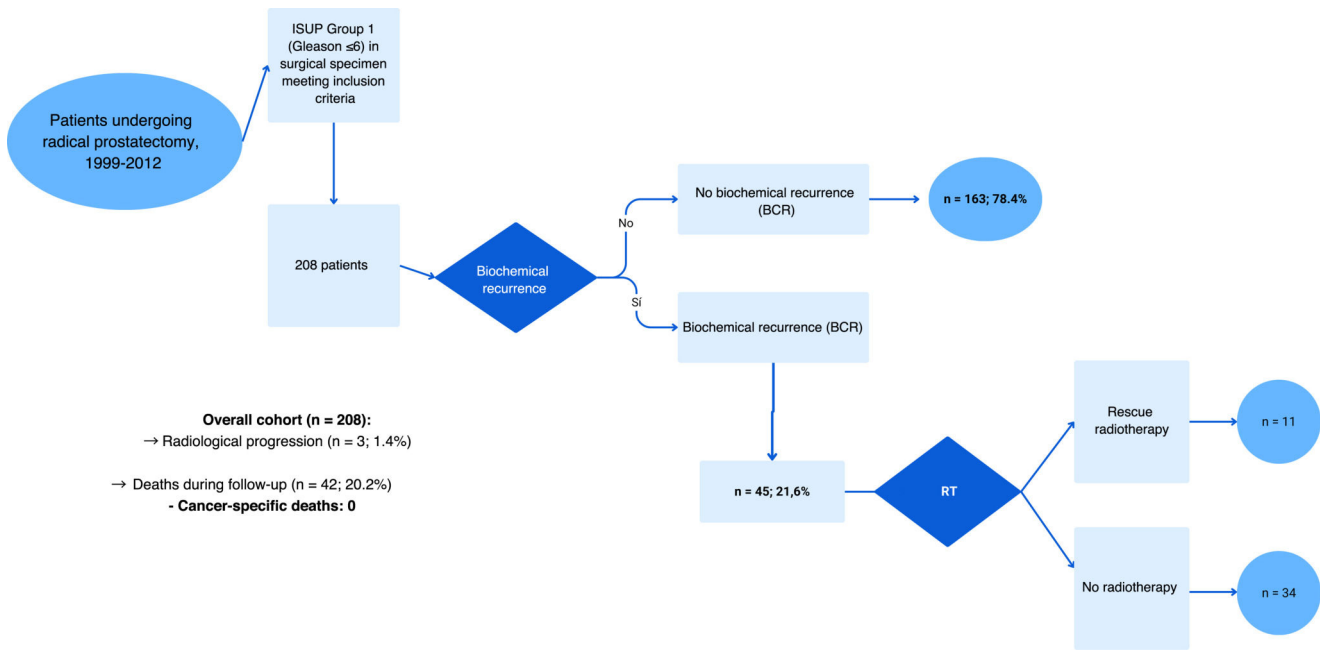 ISUP Group 1
(Gleason ≤6) in
surgical specimen
meeting inclusion
criteria
Patients undergoing
radical prostatectomy,
1999-2012
208 patients
Biochemical
recurrence
No
No biochemical recurrence
(BCR)
n = 163; 78.4%
Sí
Biochemical recurrence (BCR)
n = 45; 21,6%
RT
Rescue
radiotherapy
n = 11
No radiotherapy
n = 34
Overall cohort (n = 208):
→ Radiological progression (n = 3; 1.4%)
→ Deaths during follow-up (n = 42; 20.2%)
- Cancer-specific deaths: 0